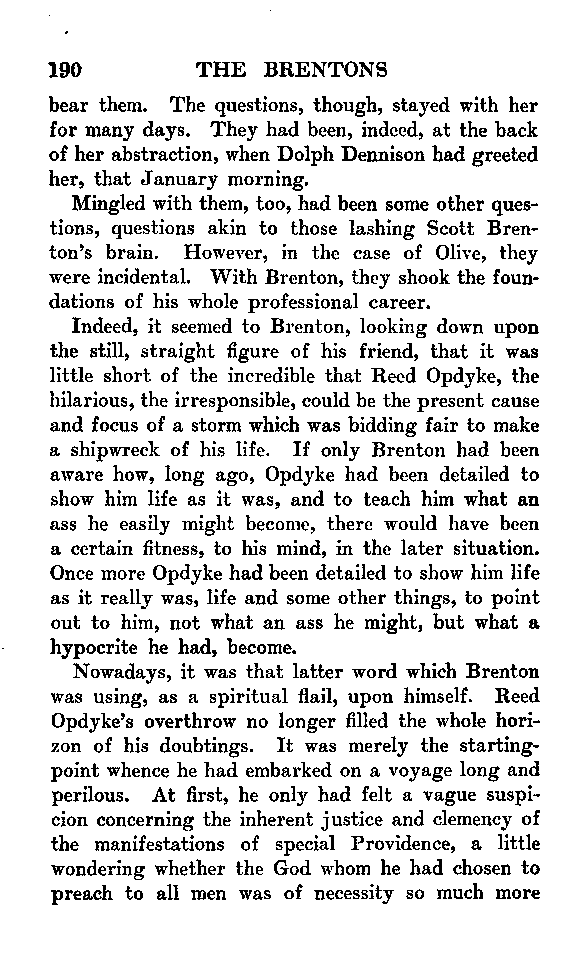 190 THE BRENTONS
bear them. The questions, though, stayed with her
for many days. They had been, indeed, at the back
of her abstraction, when Dolph Dennison had greeted
her, that January morning.
Mingled with them, too, had been some other ques-
tions, questions akin to those lashing Scott Bren-
ton's brain. However, in the case of Olive, they
were incidental. With Brenton, they shook the foun-
dations of his whole professional career.
Indeed, it seemed to Brenton, looking down upon
the still, straight figure of his friend, that it was
little short of the incredible that Reed Opdyke, the
hilarious, the irresponsible, could be the present cause
and focus of a storm which was bidding fair to make
a shipwreck of his life. If only Brenton had been
aware how, long ago, Opdyke had been detailed to
show him life as it was, and to teach him what an
ass he easily might become, there would have been
a certain fitness, to his mind, in the later situation.
Once more Opdyke had been detailed to show him life
as it really was, life and some other things, to point
out to him, not what an ass he might, but what a
hypocrite he had, become.
Nowadays, it was that latter word which Brenton
was using, as a spiritual flail, upon himself. Reed
Opdyke's overthrow no longer filled the whole hori-
zon of his doubtings. It was merely the starting-
point whence he had embarked on a voyage long and
perilous. At first, he only had felt a vague suspi-
cion concerning the inherent justice and clemency of
the manifestations of special Providence, a little
wondering whether the God whom he had chosen to
preach to all men was of necessity so much more